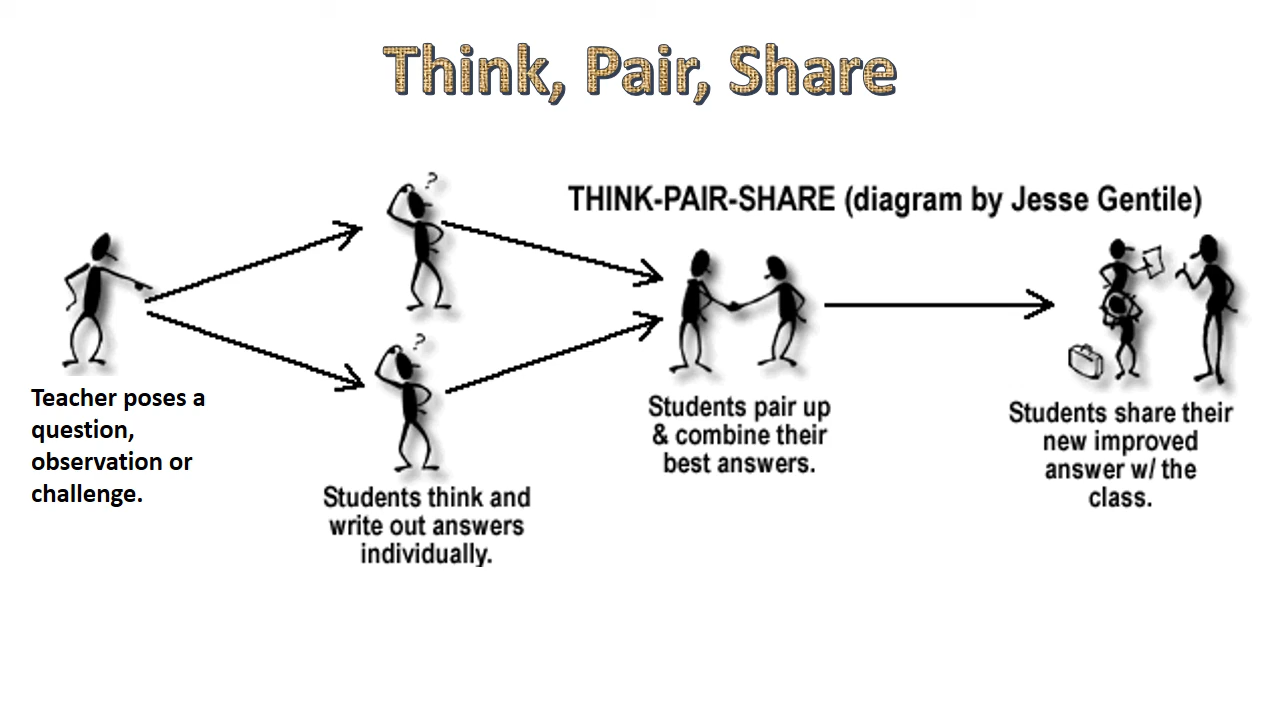 Think, Pair, Share
THINK-PAIR-SHARE (diagram by Jesse Gentile)
?
?
Teacher poses a
question,
observation or
challenge.
Students think and
write out answers
individually.
Students pair up
& combine their
best answers.
Students share their
new improved
answer w/ the
class.